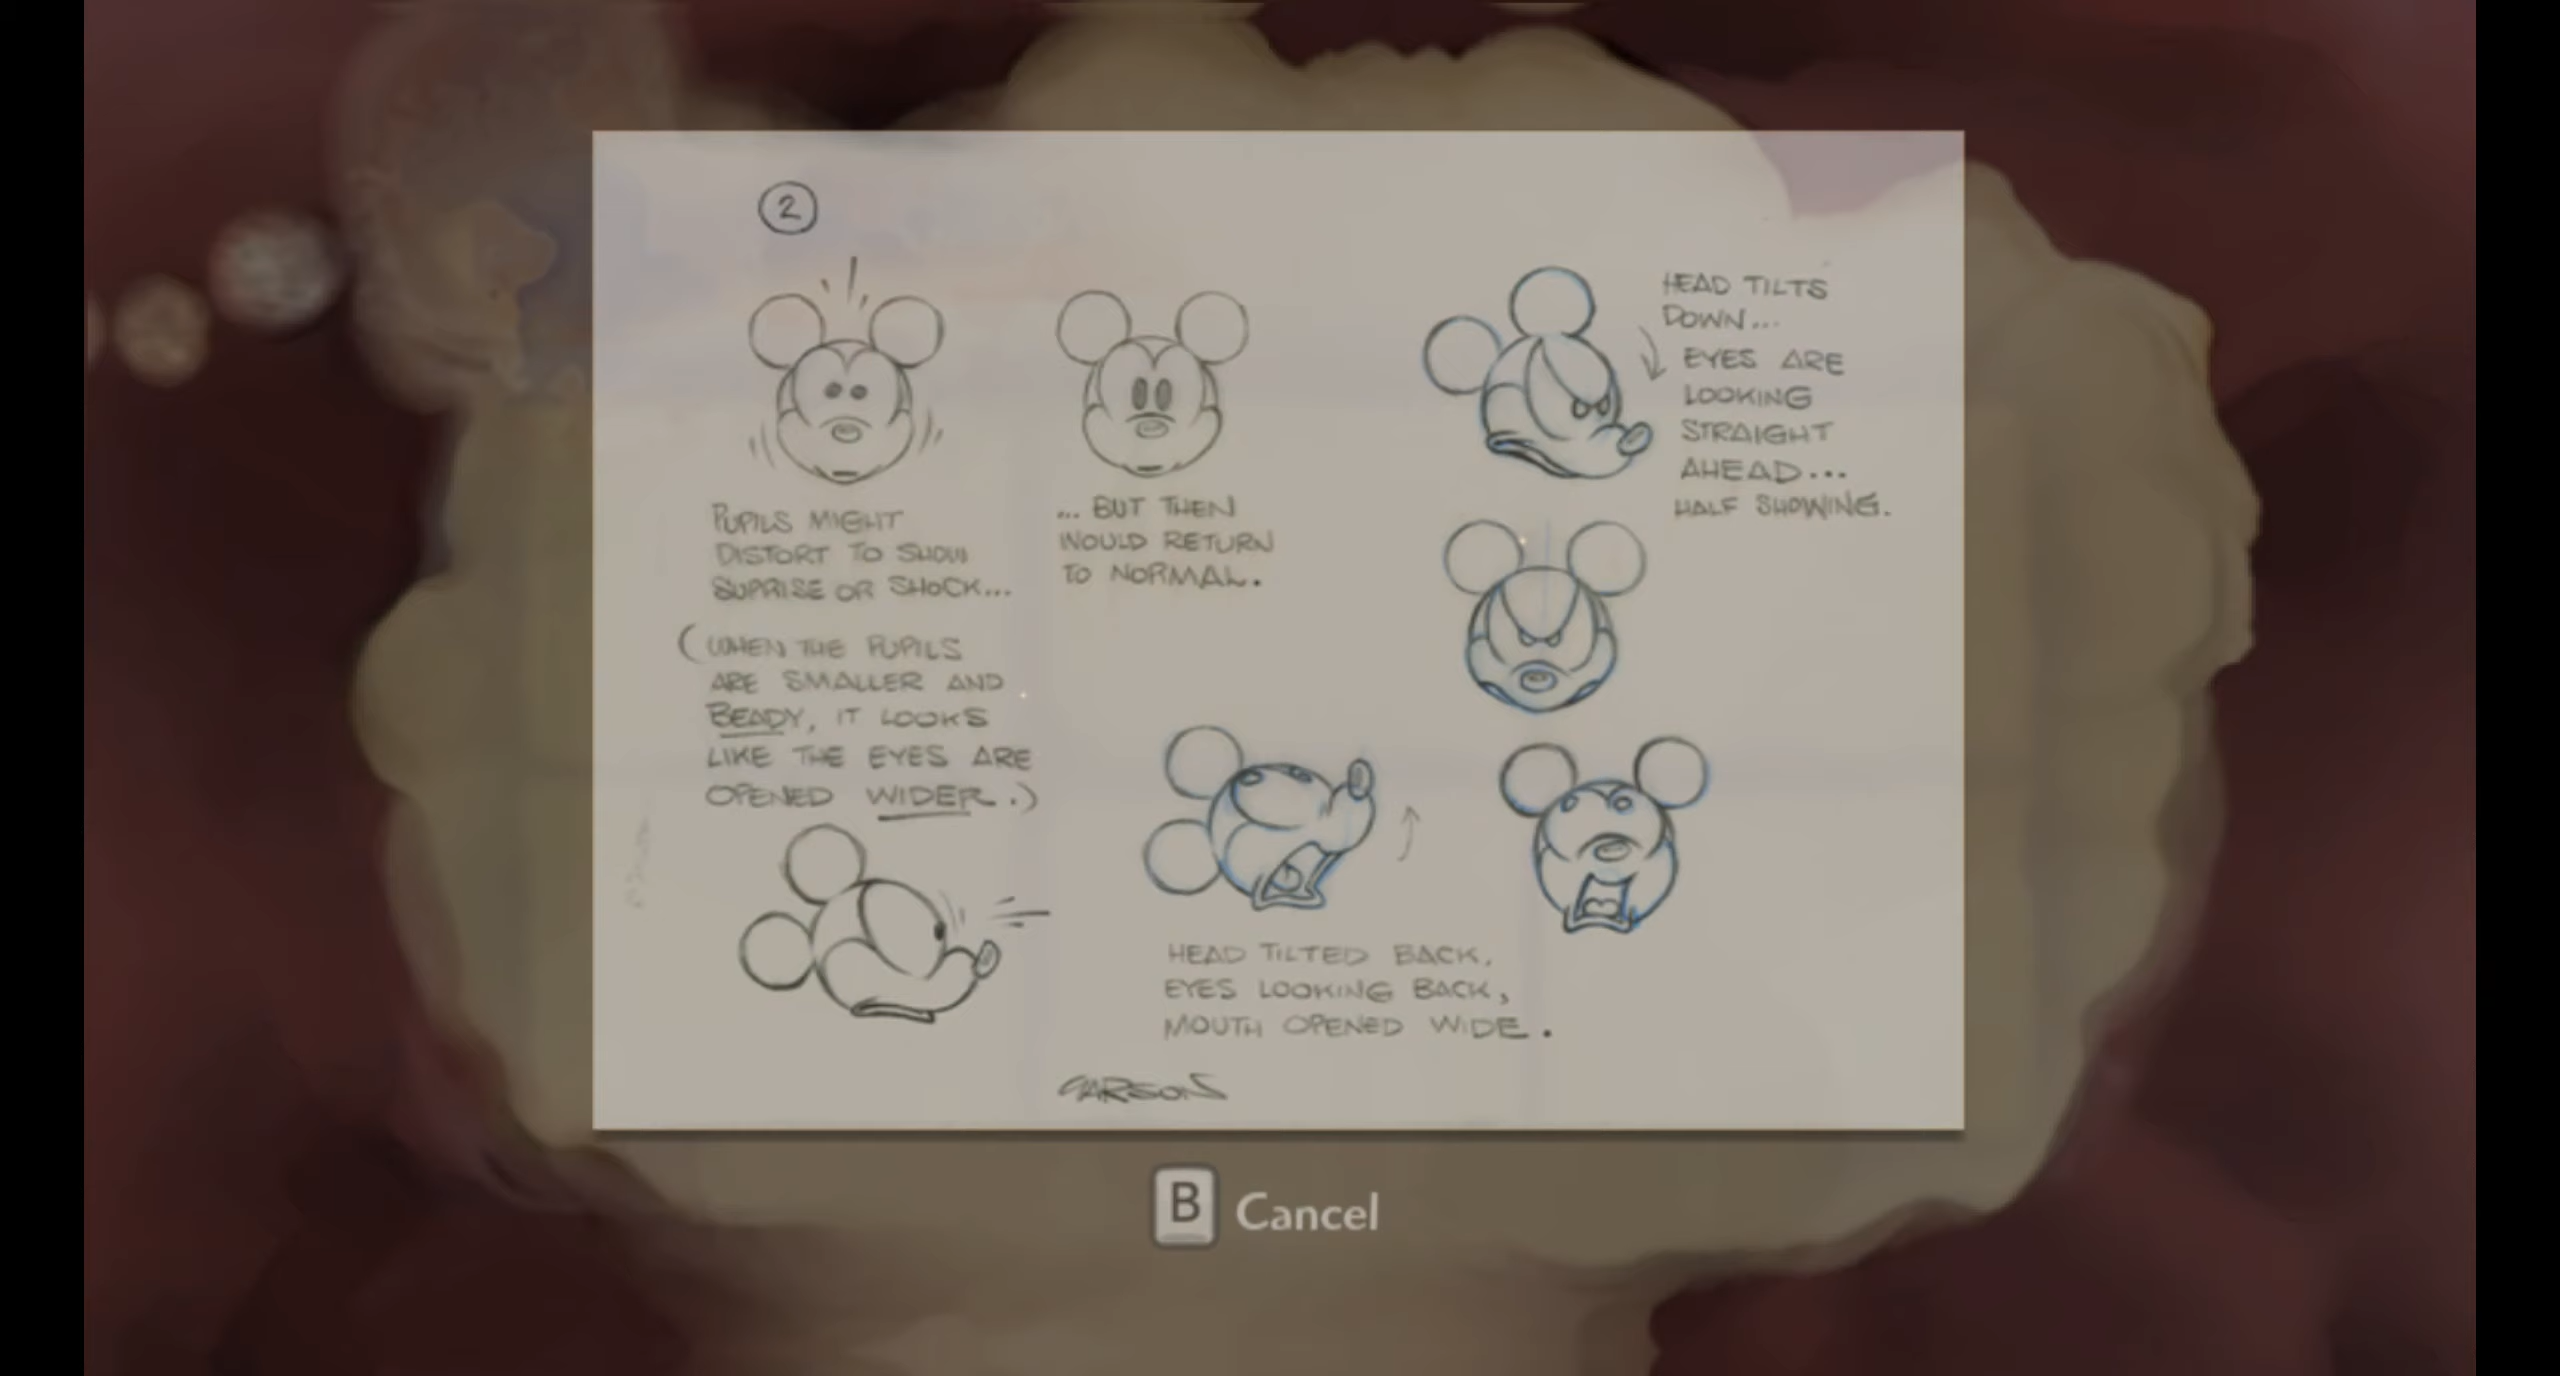 2
PUPILS MIGHT
DISTORT TO SHOW
SUPRISE OR SHOCK...
(WHEN THE PUPILS
ARE SMALLER AND
BEADY, IT LOOKS
LIKE THE EYES ARE
OPENED WIDER.)
... BUT THEN
WOULD RETURN
TO NORMAL.
HEAD TILTS
DOWN...
EYES ARE
LOOKING
STRAIGHT
AHEAD...
HALF SHOWING.
HEAD TILTED BACK,
EYES LOOKING BACK,
MOUTH OPENED WIDE.
CARSON
B Cancel